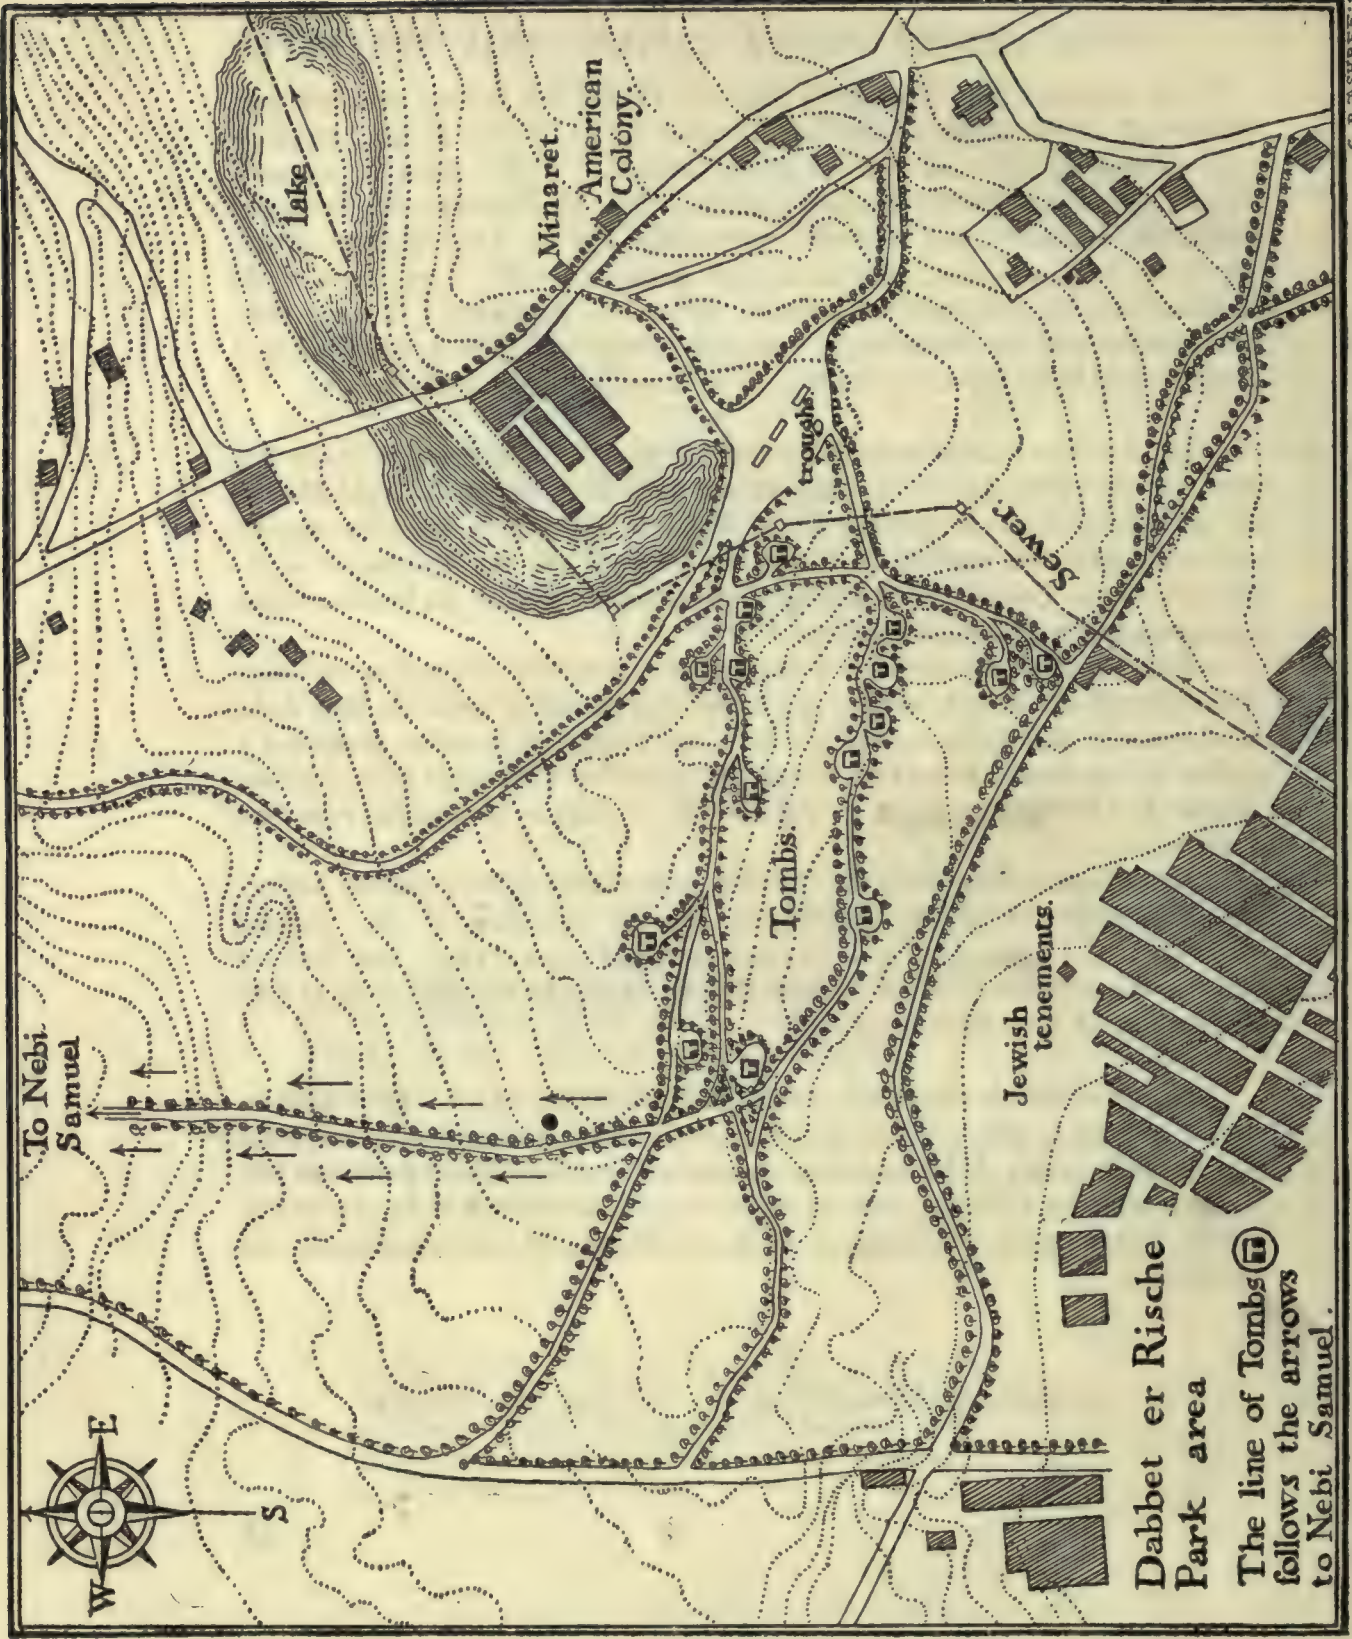 To Nebi
Samuel
lake
Minaret.
American
Colony.
troughs.
Sewer.
Tombs.
Jewish
tenements.
W
E
S
Dabbet er Rische
Park area
The line of Tombs
follows the arrows
to Nebi Samuel.